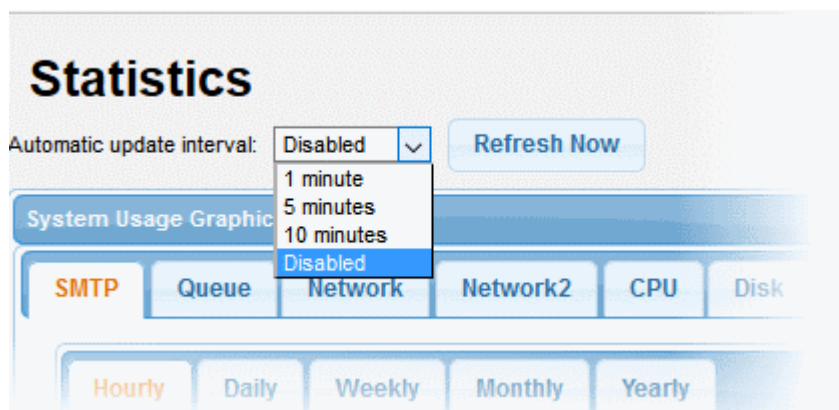 Statistics
Automatic update interval: Disabled Refresh Now
1 minute
5 minutes
10 minutes
Disabled
System Usage Graphic
SMTP Queue Network Network2 CPU Disk
Hourly Daily Weekly Monthly Yearly